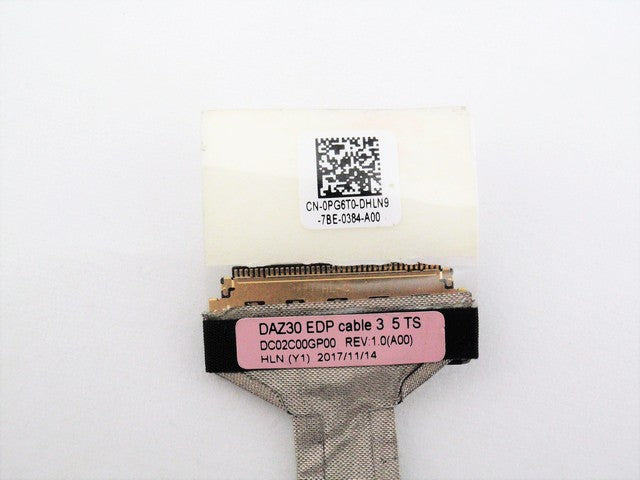 CN-0PG6T0-DHLN9
-7BE-0384-A00
DAZ30 EDP cable 3 5 TS
DC02C00GP00 REV:1.0(A00)
HLN (Y1) 2017/11/14